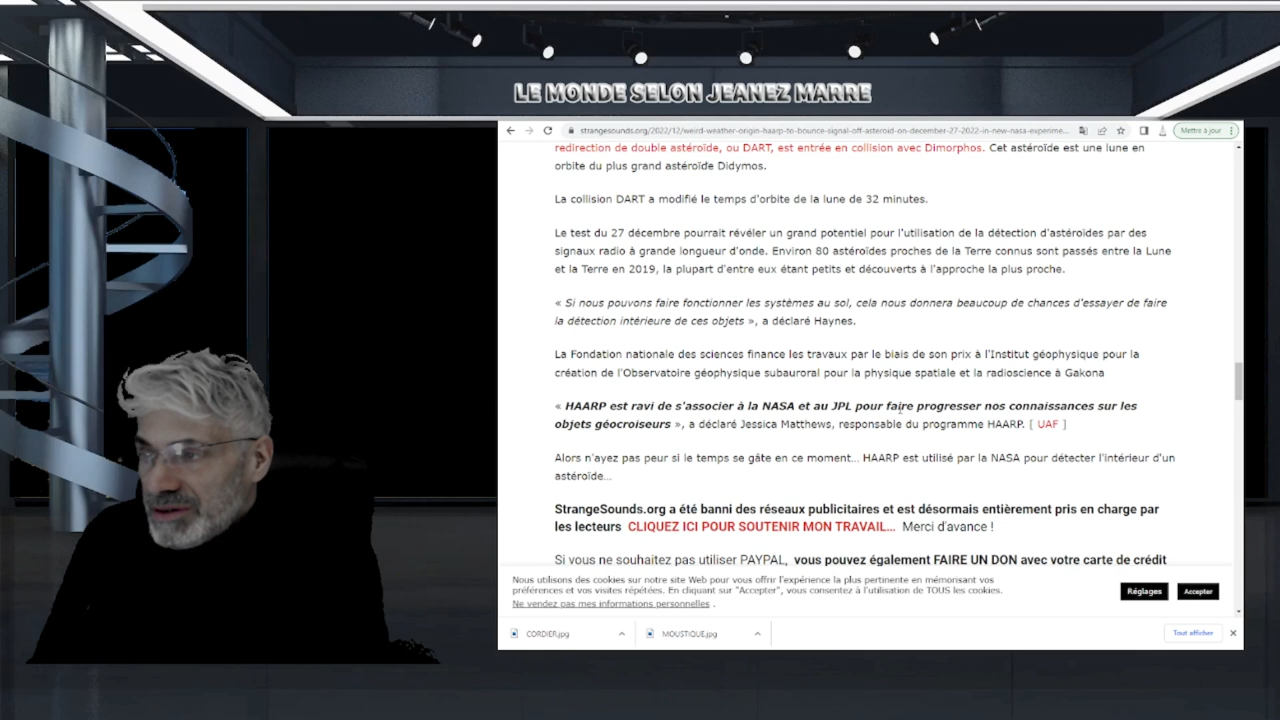 LE MONDE SELON JEANEZ MARRE
strangesounds.org/2022/12/weird-weather-origin-haarp-to-bounce-signal-off-asteroid-on-december-27-2022-in-new-nasa-experime...
Mettre à jour
redirection de double astéroïde, ou DART, est entrée en collision avec Dimorphos. Cet astéroïde est une lune en
orbite du plus grand astéroïde Didymos.
La collision DART a modifié le temps d'orbite de la lune de 32 minutes.
Le test du 27 décembre pourrait révéler un grand potentiel pour l'utilisation de la détection d'astéroïdes par des
signaux radio à grande longueur d'onde. Environ 80 astéroïdes proches de la Terre connus sont passés entre la Lune
et la Terre en 2019, la plupart d'entre eux étant petits et découverts à l'approche la plus proche.
« Si nous pouvons faire fonctionner les systèmes au sol, cela nous donnera beaucoup de chances d'essayer de faire
la détection intérieure de ces objets », a déclaré Haynes.
La Fondation nationale des sciences finance les travaux par le biais de son prix à l'Institut géophysique pour la
création de l'Observatoire géophysique subauroral pour la physique spatiale et la radioscience à Gakona
« HAARP est ravi de s'associer à la NASA et au JPL pour faire progresser nos connaissances sur les
objets géocroiseurs », a déclaré Jessica Matthews, responsable du programme HAARP. [ UAF ]
Alors n'ayez pas peur si le temps se gâte en ce moment... HAARP est utilisé par la NASA pour détecter l'intérieur d'un
astéroïde...
StrangeSounds.org a été banni des réseaux publicitaires et est désormais entièrement pris en charge par
les lecteurs CLIQUEZ ICI POUR SOUTENIR MON TRAVAIL... Merci d'avance !
Si vous ne souhaitez pas utiliser PAYPAL, vous pouvez également FAIRE UN DON avec votre carte de crédit
Nous utilisons des cookies sur notre site Web pour vous offrir l'expérience la plus pertinente en mémorisant vos
préférences et vos visites répétées. En cliquant sur "Accepter", vous consentez à l'utilisation de TOUS les cookies.
Ne vendez pas mes informations personnelles .
Réglages
Accepter
CORDIER.jpg
MOUSTIQUE.jpg
Tout afficher